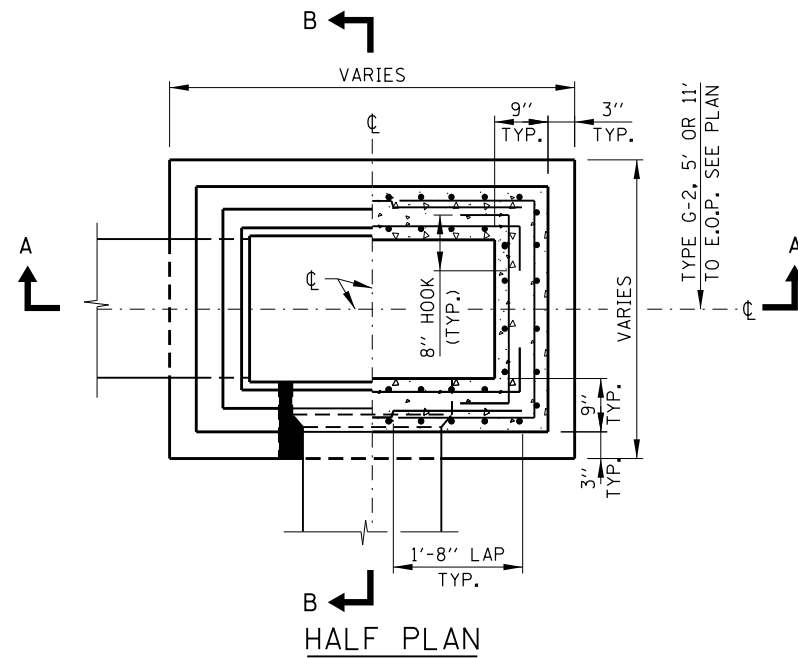 B
VARIES
℄
9"
TYP.
3"
TYP.
TYPE G-2, 5' OR 11'
TO E.O.P. SEE PLAN
A
A
℄
8" HOOK
(TYP.)
VARIES
℄
9"
TYP.
3"
TYP.
1'-8" LAP
TYP.
B
HALF PLAN